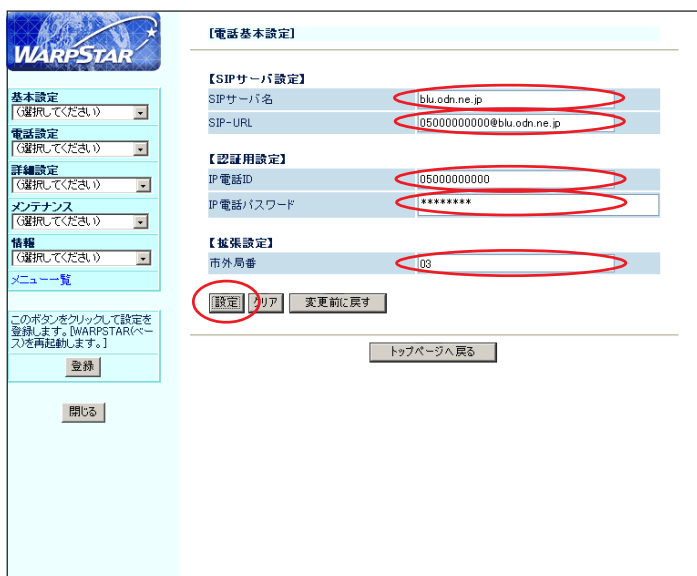 WARPSTAR
基本設定
(選択してください)
電話設定
(選択してください)
詳細設定
(選択してください)
メンテナンス
(選択してください)
情報
(選択してください)
メニュー一覧
このボタンをクリックして設定を
登録します。[WARPSTAR(ベー
ス)を再起動します。]
登録
閉じる
[電話基本設定]
【SIPサーバ設定】
SIPサーバ名 blu.odn.ne.jp
SIP-URL 05000000000@blu.odn.ne.jp
【認証用設定】
IP電話ID 05000000000
IP電話パスワード ********
【拡張設定】
市外局番 03
設定 クリア 変更前に戻す
トップページへ戻る